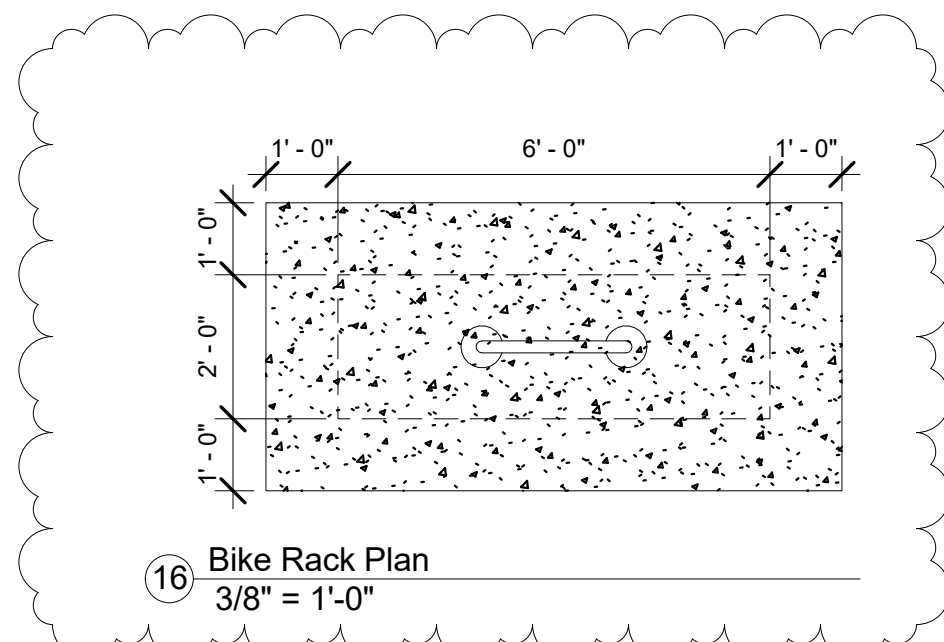 1' - 0" 6' - 0" 1' - 0"
1' - 0"
2' - 0"
1' - 0"
16 Bike Rack Plan
3/8" = 1'-0"